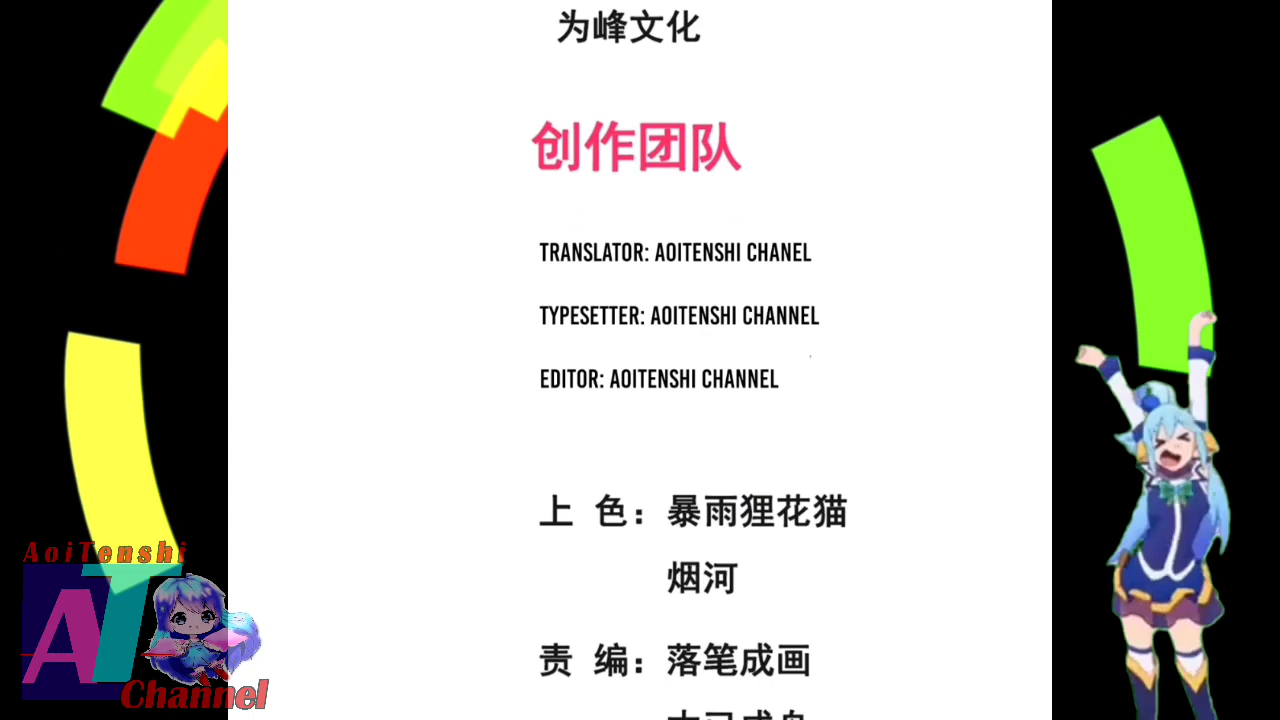 为峰文化
创作团队
TRANSLATOR: AOITENSHI CHANEL
TYPESETTER: AOITENSHI CHANNEL
EDITOR: AOITENSHI CHANNEL
上 色：暴雨狸花猫
烟河
责 编：落笔成画
AoiTenshi
AT
Channel